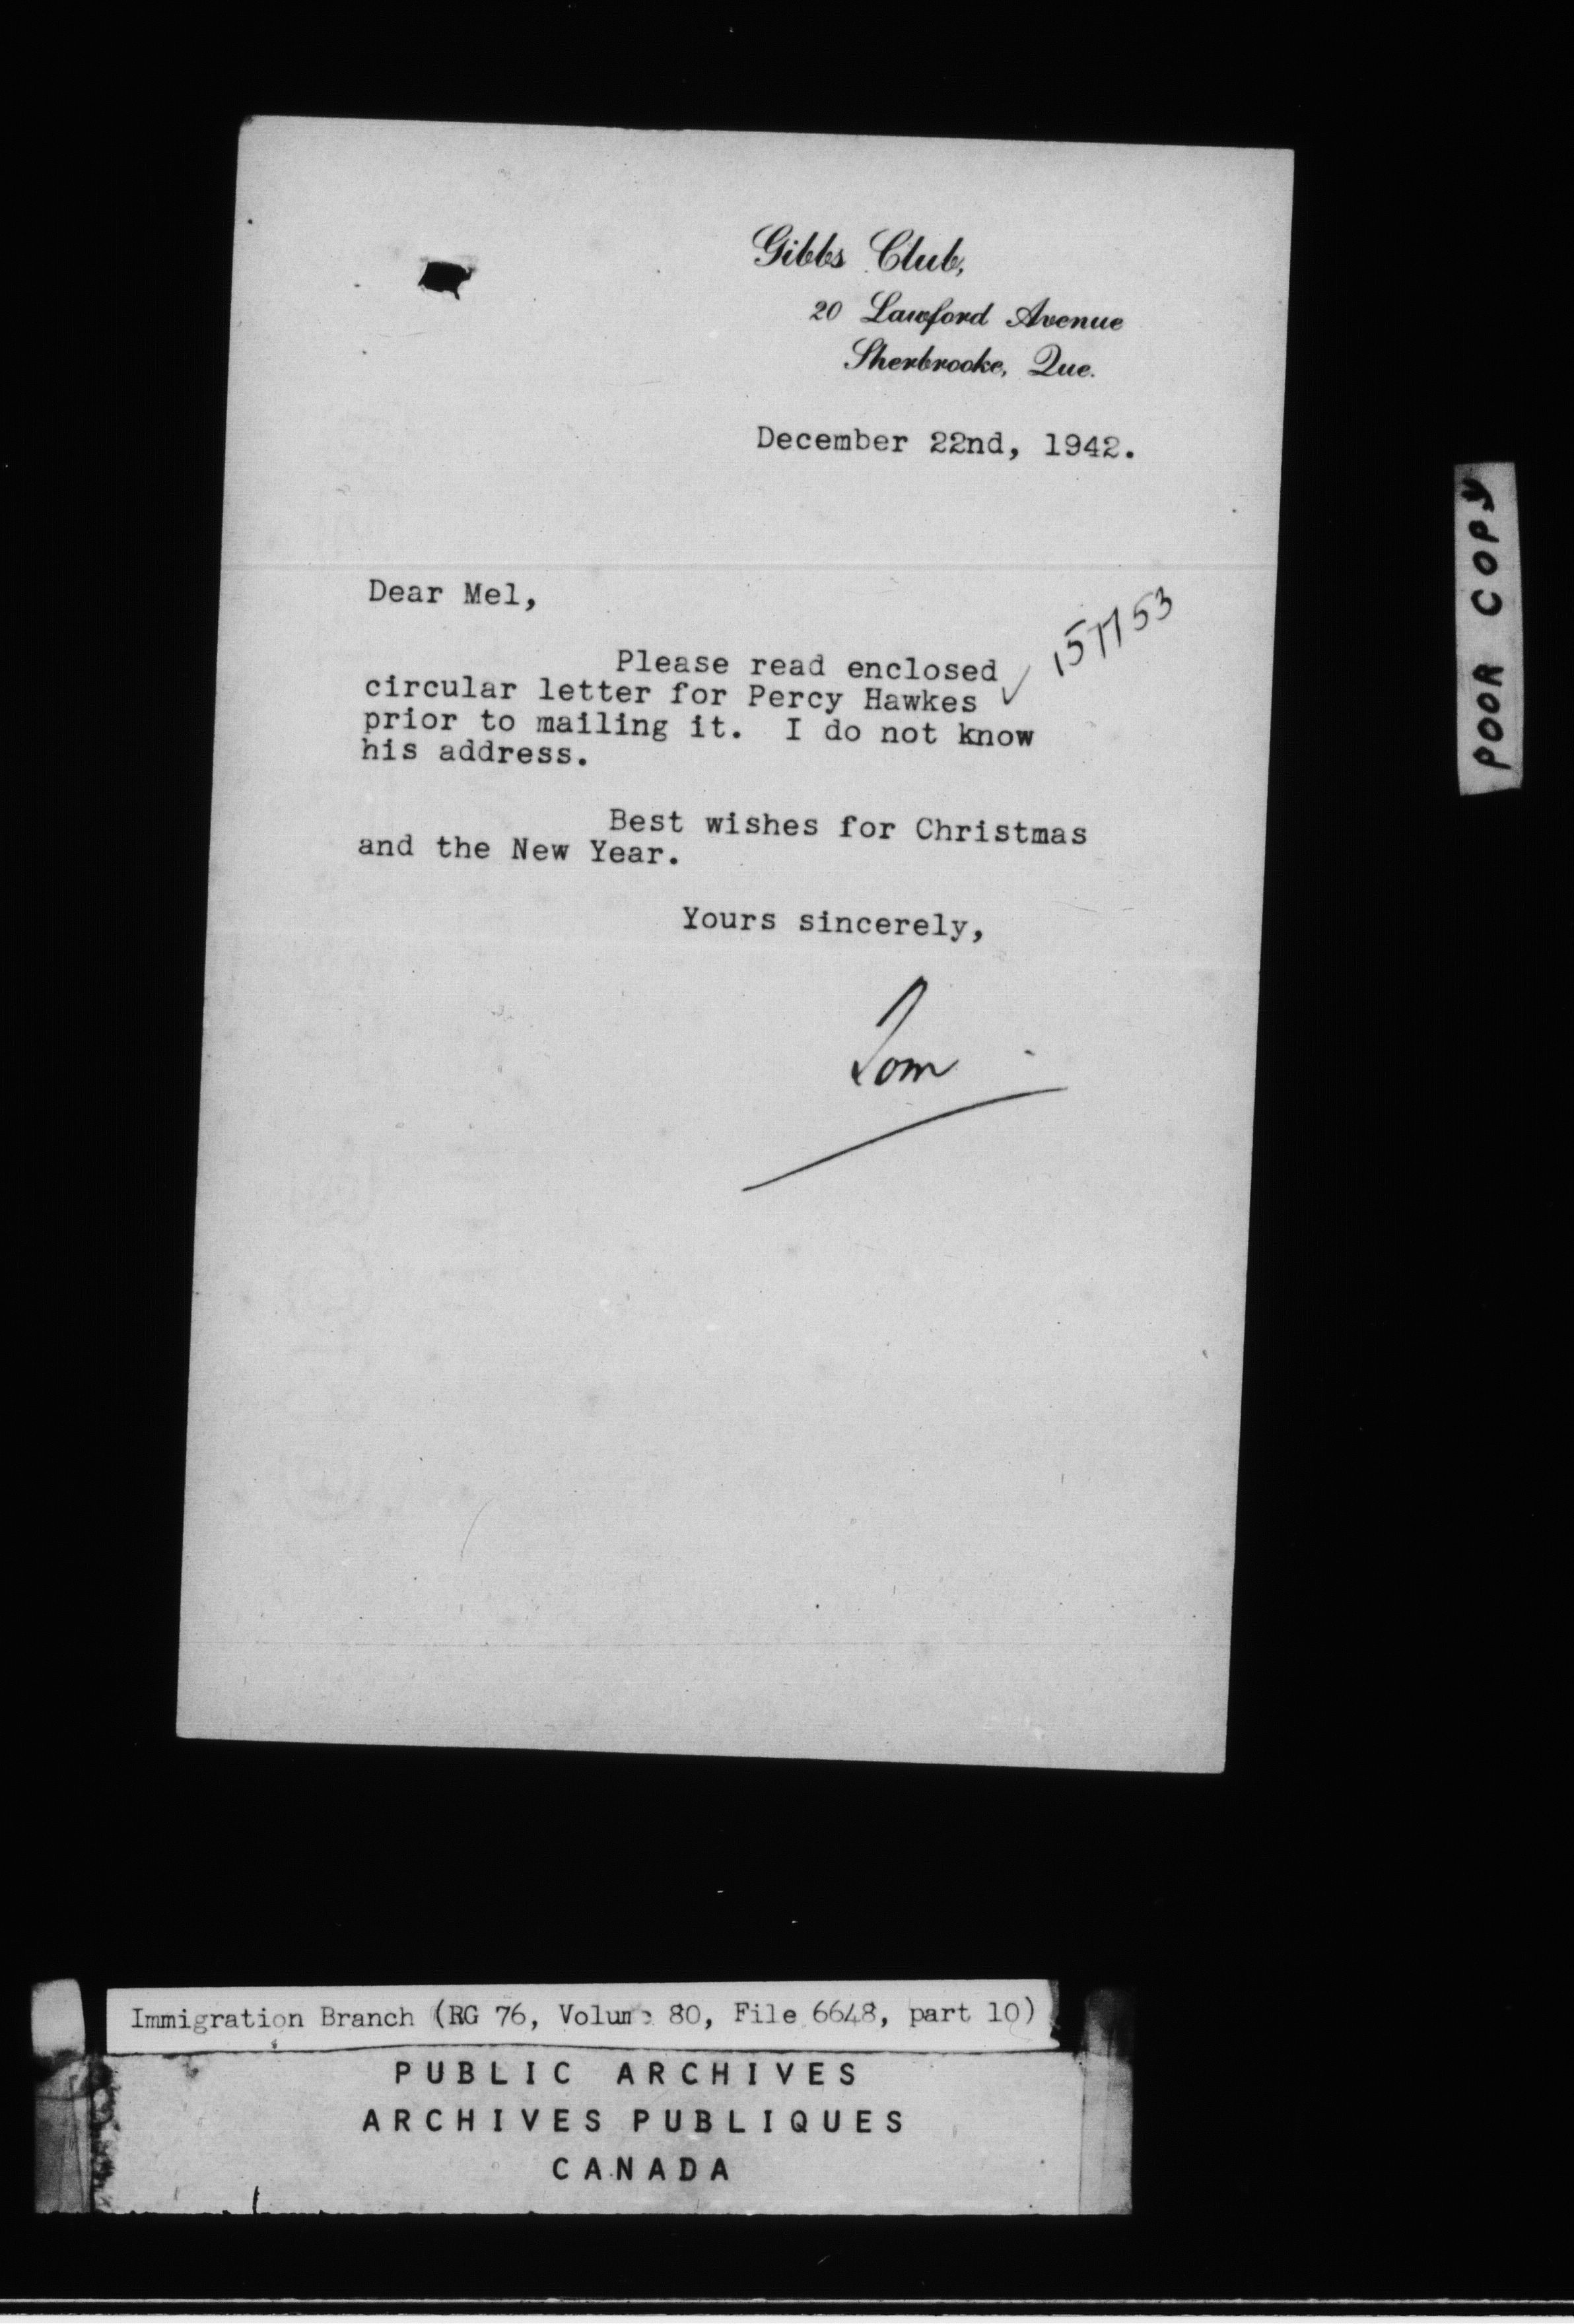 Gibbs Club,
20 Lawford Avenue
Sherbrooke, Que.
December 22nd, 1942.
Dear Mel,
157753
Please read enclosed
circular letter for Percy Hawkes ✓
prior to mailing it. I do not know
his address.
Best wishes for Christmas
and the New Year.
Yours sincerely,
Tom
POOR COPY
Immigration Branch (RG 76, Volume 80, File 6648, part 10)
PUBLIC ARCHIVES
ARCHIVES PUBLIQUES
CANADA